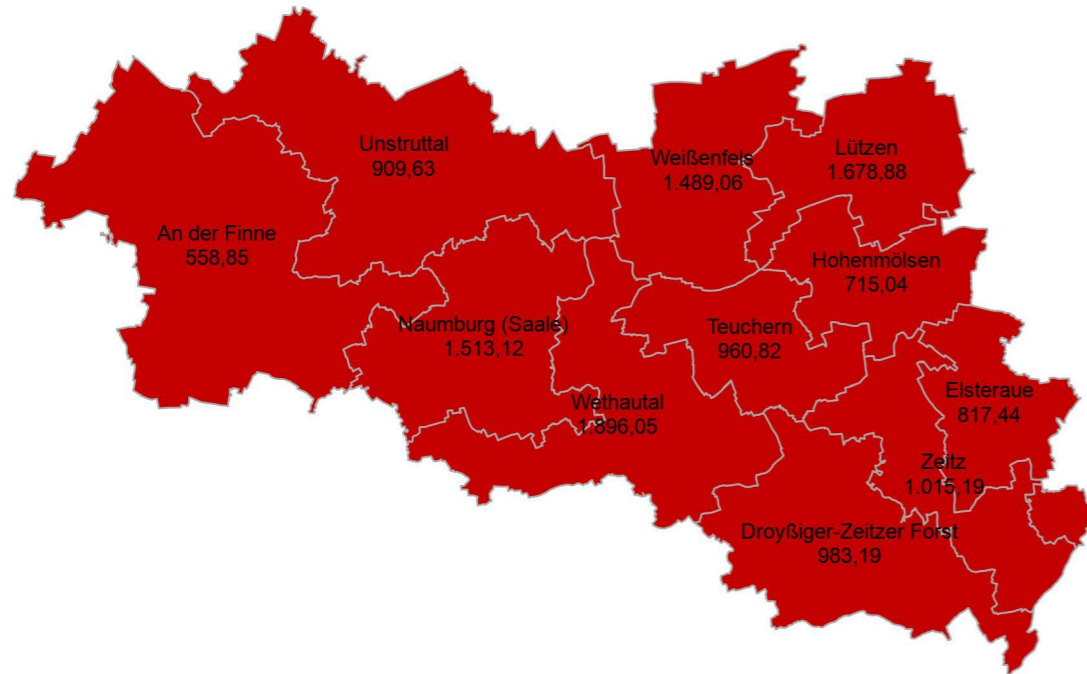 Unstruttal
909,63
Weißenfels
1.489,06
Lützen
1.678,88
An der Finne
558,85
Hohenmölsen
715,04
Naumburg (Saale)
1.513,12
Teuchern
960,82
Wethautal
1.896,05
Elsteraue
817,44
Zeitz
1.015,19
Droyßiger-Zeitzer Forst
983,19